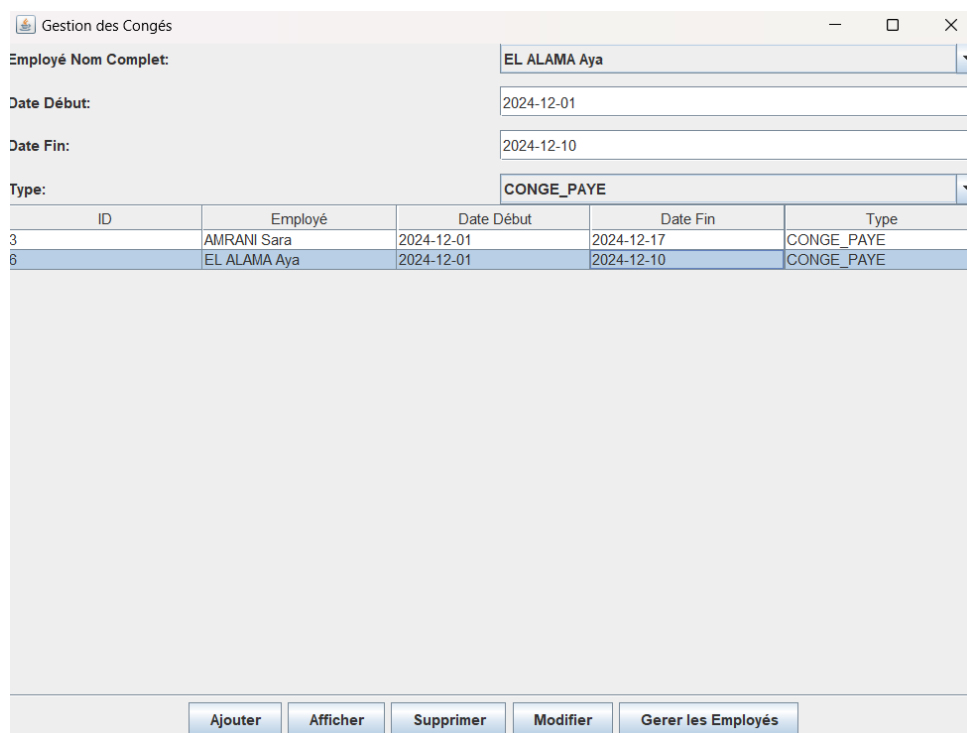 Gestion des Congés
Employé Nom Complet: EL ALAMA Aya
Date Début: 2024-12-01
Date Fin: 2024-12-10
Type: CONGE_PAYE
ID Employé Date Début Date Fin Type
3 AMRANI Sara 2024-12-01 2024-12-17 CONGE_PAYE
6 EL ALAMA Aya 2024-12-01 2024-12-10 CONGE_PAYE
Ajouter Afficher Supprimer Modifier Gerer les Employés